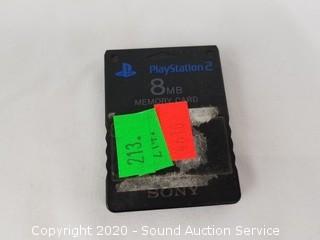 PlayStation 2
8MB
MEMORY CARD
213.
SONY
Copyright © 2020 - Sound Auction Service